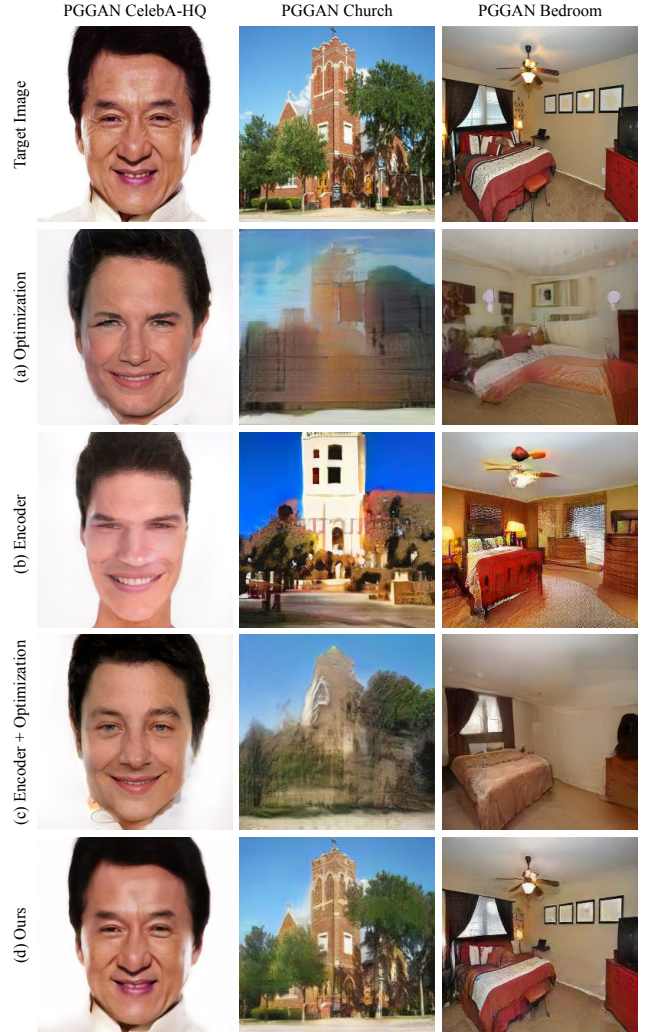 PGGAN CelebA-HQ
PGGAN Church
PGGAN Bedroom
Target Image
(a) Optimization
(b) Encoder
(c) Encoder + Optimization
(d) Ours